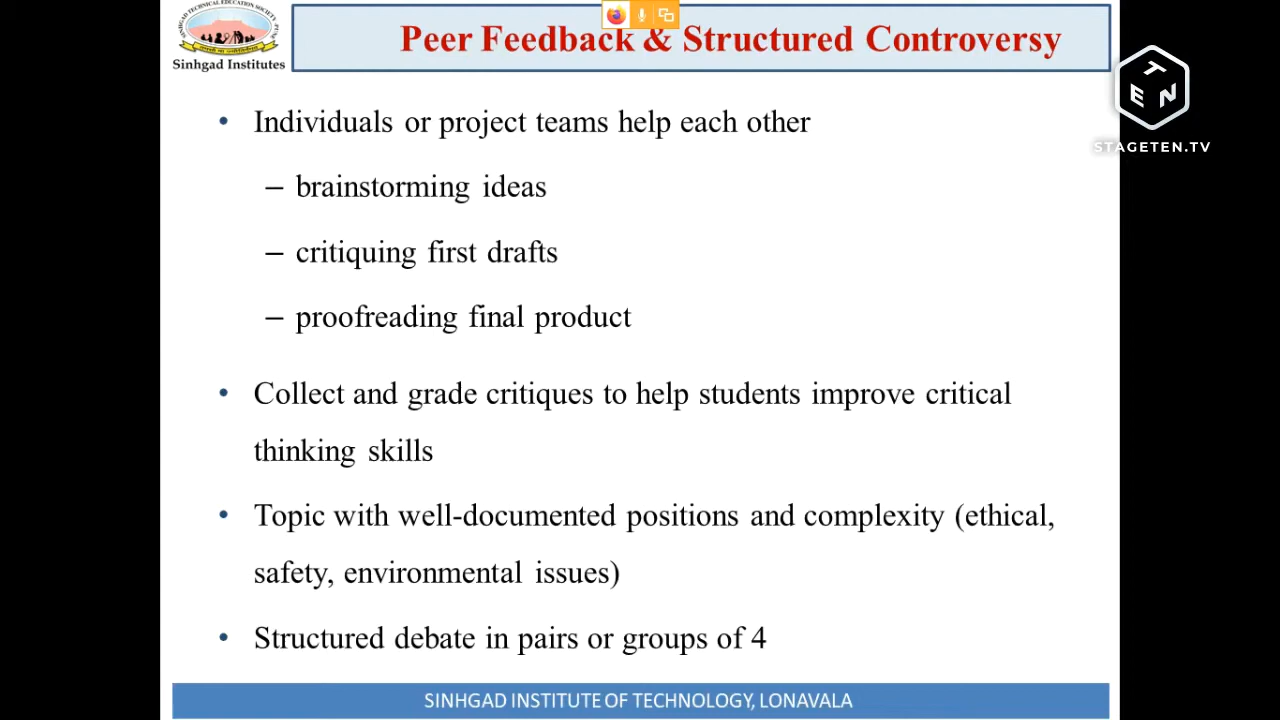 Sinhgad Institutes
Peer Feedback & Structured Controversy
T
E N
STAGETEN.TV
• Individuals or project teams help each other
– brainstorming ideas
– critiquing first drafts
– proofreading final product
• Collect and grade critiques to help students improve critical
thinking skills
• Topic with well-documented positions and complexity (ethical,
safety, environmental issues)
• Structured debate in pairs or groups of 4
SINHGAD INSTITUTE OF TECHNOLOGY, LONAVALA